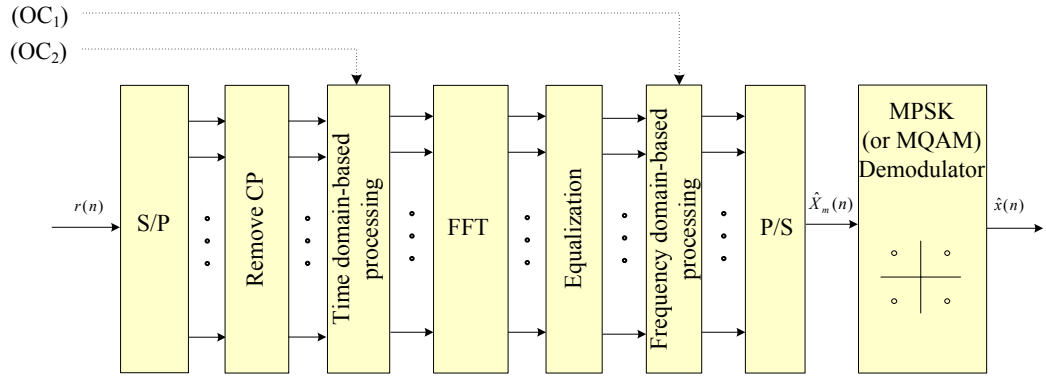 (OC₁)
(OC₂)
r(n)
S/P
Remove CP
Time domain-based
processing
FFT
Equalization
Frequency domain-based
processing
P/S
X̂ₘ(n)
MPSK
(or MQAM)
Demodulator
x̂(n)